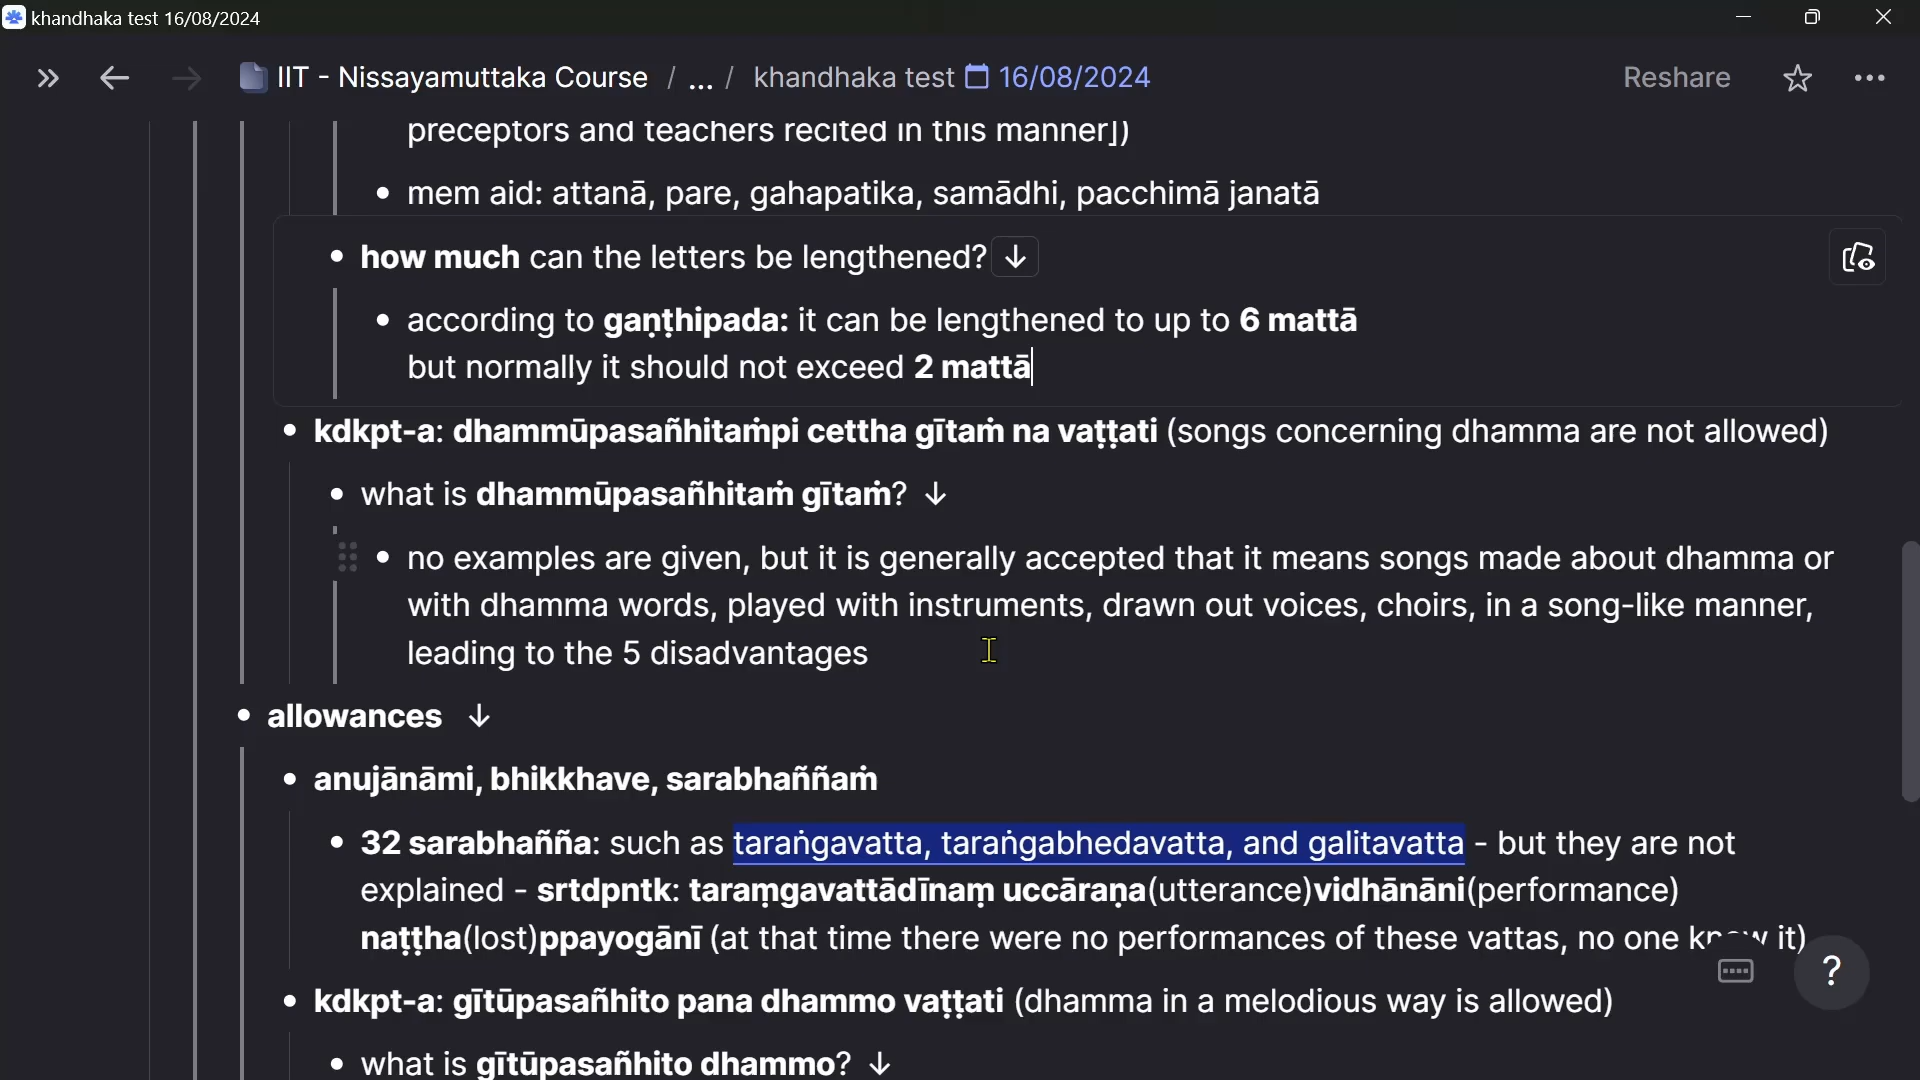 khandhaka test 16/08/2024
IIT - Nissayamuttaka Course / ... / khandhaka test 16/08/2024 Reshare
preceptors and teachers recited in this manner])
• mem aid: attanā, pare, gahapatika, samādhi, pacchimā janatā
• how much can the letters be lengthened? ↓
• according to gaṇṭhipada: it can be lengthened to up to 6 mattā
but normally it should not exceed 2 mattā
• kdkpt-a: dhammūpasañhitaṁpi cettha gītaṁ na vaṭṭati (songs concerning dhamma are not allowed)
• what is dhammūpasañhitaṁ gītaṁ? ↓
• no examples are given, but it is generally accepted that it means songs made about dhamma or
with dhamma words, played with instruments, drawn out voices, choirs, in a song-like manner,
leading to the 5 disadvantages
• allowances ↓
• anujānāmi, bhikkhave, sarabhaññaṁ
• 32 sarabhañña: such as taraṅgavatta, taraṅgabhedavatta, and galitavatta - but they are not
explained - srtdpntk: taraṃgavattādīnaṃ uccāraṇa(utterance)vidhānāni(performance)
naṭṭha(lost)ppayogānī (at that time there were no performances of these vattas, no one know it)
?
• kdkpt-a: gītūpasañhito pana dhammo vaṭṭati (dhamma in a melodious way is allowed)
• what is gītūpasañhito dhammo? ↓